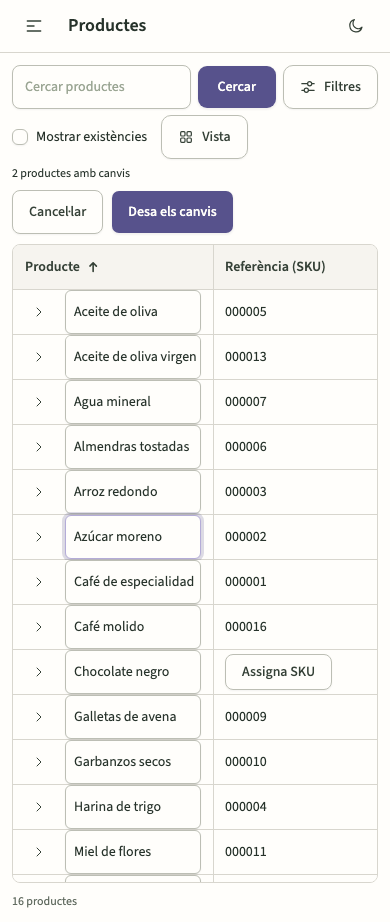 Productes
Cercar productes
Cercar
Filtres
Mostrar existències
Vista
2 productes amb canvis
Cancel·lar
Desa els canvis
Producte ↑ Referència (SKU)
Aceite de oliva 000005
Aceite de oliva virgen 000013
Agua mineral 000007
Almendras tostadas 000006
Arroz redondo 000003
Azúcar moreno 000002
Café de especialidad 000001
Café molido 000016
Chocolate negro Assigna SKU
Galletas de avena 000009
Garbanzos secos 000010
Harina de trigo 000004
Miel de flores 000011
16 productes